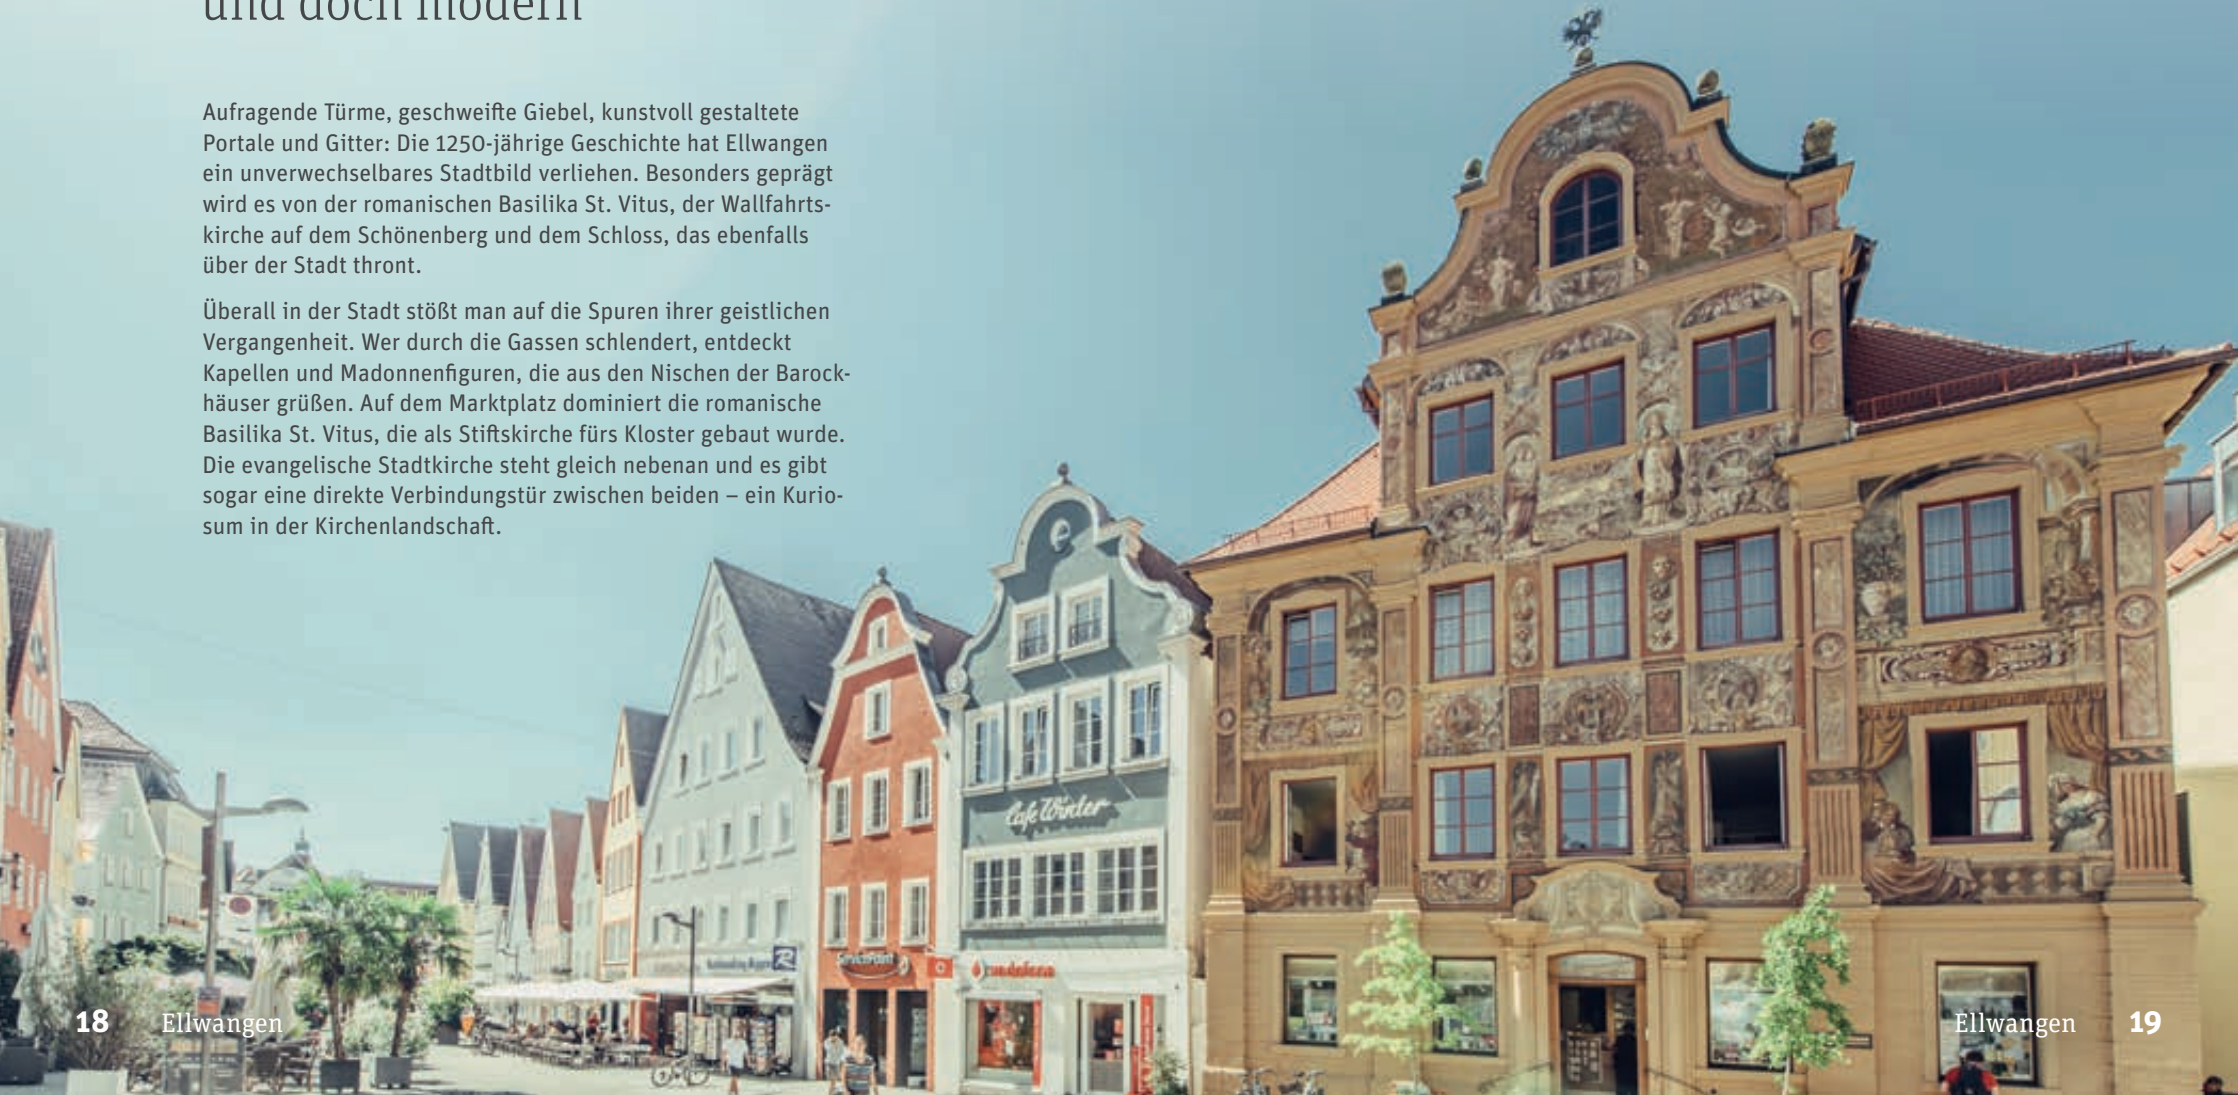 und doch modern
Aufragende Türme, geschweifte Giebel, kunstvoll gestaltete
Portale und Gitter: Die 1250-jährige Geschichte hat Ellwangen
ein unverwechselbares Stadtbild verliehen. Besonders geprägt
wird es von der romanischen Basilika St. Vitus, der Wallfahrts-
kirche auf dem Schönenberg und dem Schloss, das ebenfalls
über der Stadt thront.
Überall in der Stadt stößt man auf die Spuren ihrer geistlichen
Vergangenheit. Wer durch die Gassen schlendert, entdeckt
Kapellen und Madonnenfiguren, die aus den Nischen der Barock-
häuser grüßen. Auf dem Marktplatz dominiert die romanische
Basilika St. Vitus, die als Stiftskirche fürs Kloster gebaut wurde.
Die evangelische Stadtkirche steht gleich nebenan und es gibt
sogar eine direkte Verbindungstür zwischen beiden – ein Kurio-
sum in der Kirchenlandschaft.
Cafe Winter
R
ServicePoint
vodafone
18 Ellwangen
Ellwangen 19